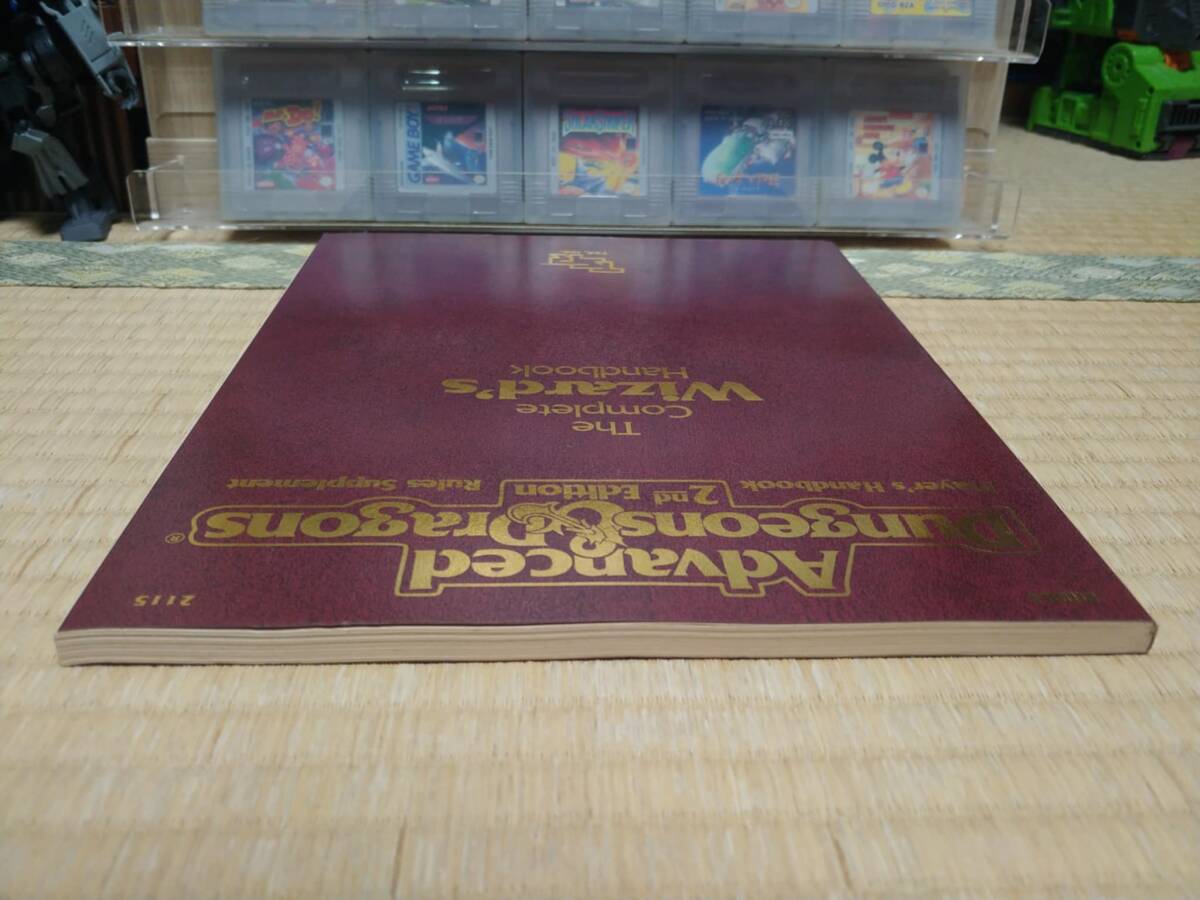 Advanced
Dungeons & Dragons®
2nd Edition
Player's Handbook Rules Supplement
The
Complete
Wizard's
Handbook
2115
GAME BOY